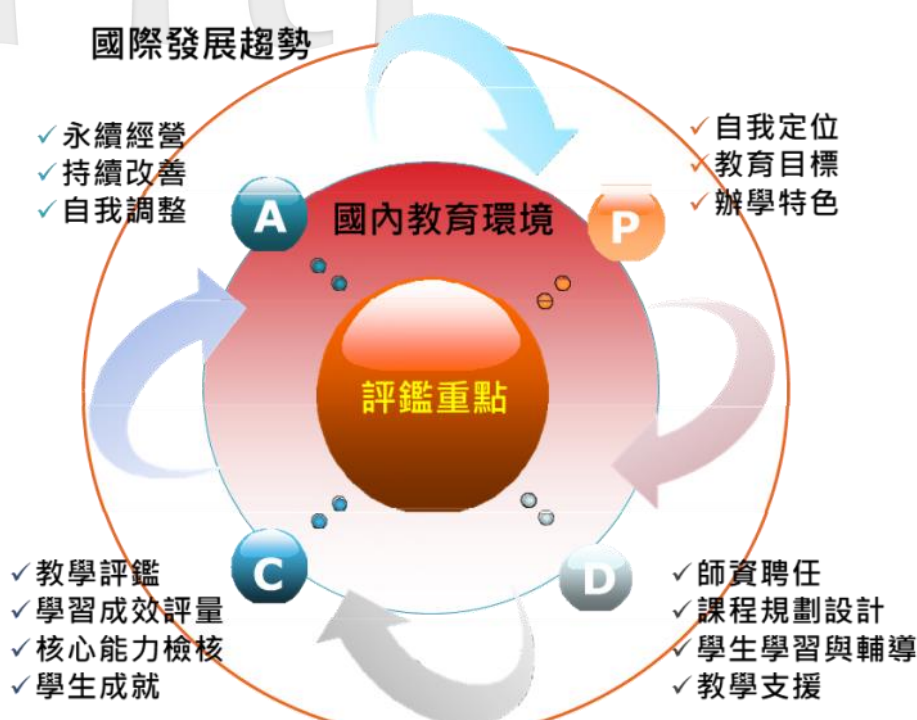 國際發展趨勢
✓永續經營
✓持續改善
✓自我調整
A
國內教育環境
P
✓自我定位
✓教育目標
✓辦學特色
評鑑重點
C
✓教學評鑑
✓學習成效評量
✓核心能力檢核
✓學生成就
D
✓師資聘任
✓課程規劃設計
✓學生學習與輔導
✓教學支援